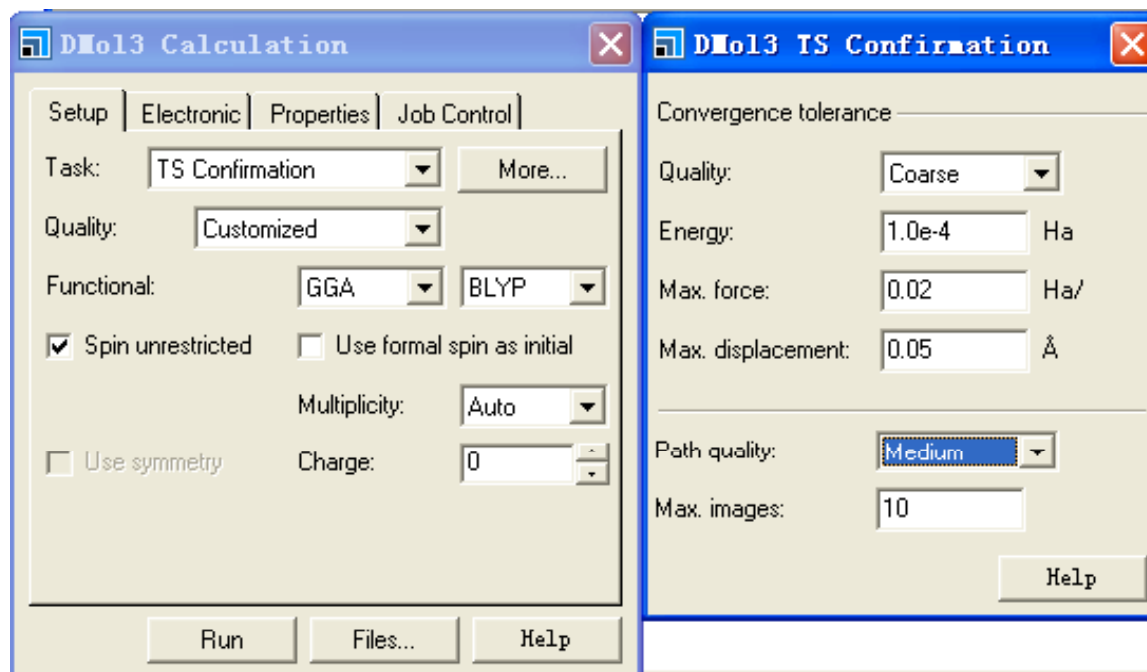 DMol3 Calculation
Setup Electronic Properties Job Control
Task: TS Confirmation More...
Quality: Customized
Functional: GGA BLYP
Spin unrestricted Use formal spin as initial
Multiplicity: Auto
Use symmetry Charge: 0
Run Files... Help
DMol3 TS Confirmation
Convergence tolerance
Quality: Coarse
Energy: 1.0e-4 Ha
Max. force: 0.02 Ha/
Max. displacement: 0.05 Å
Path quality: Medium
Max. images: 10
Help